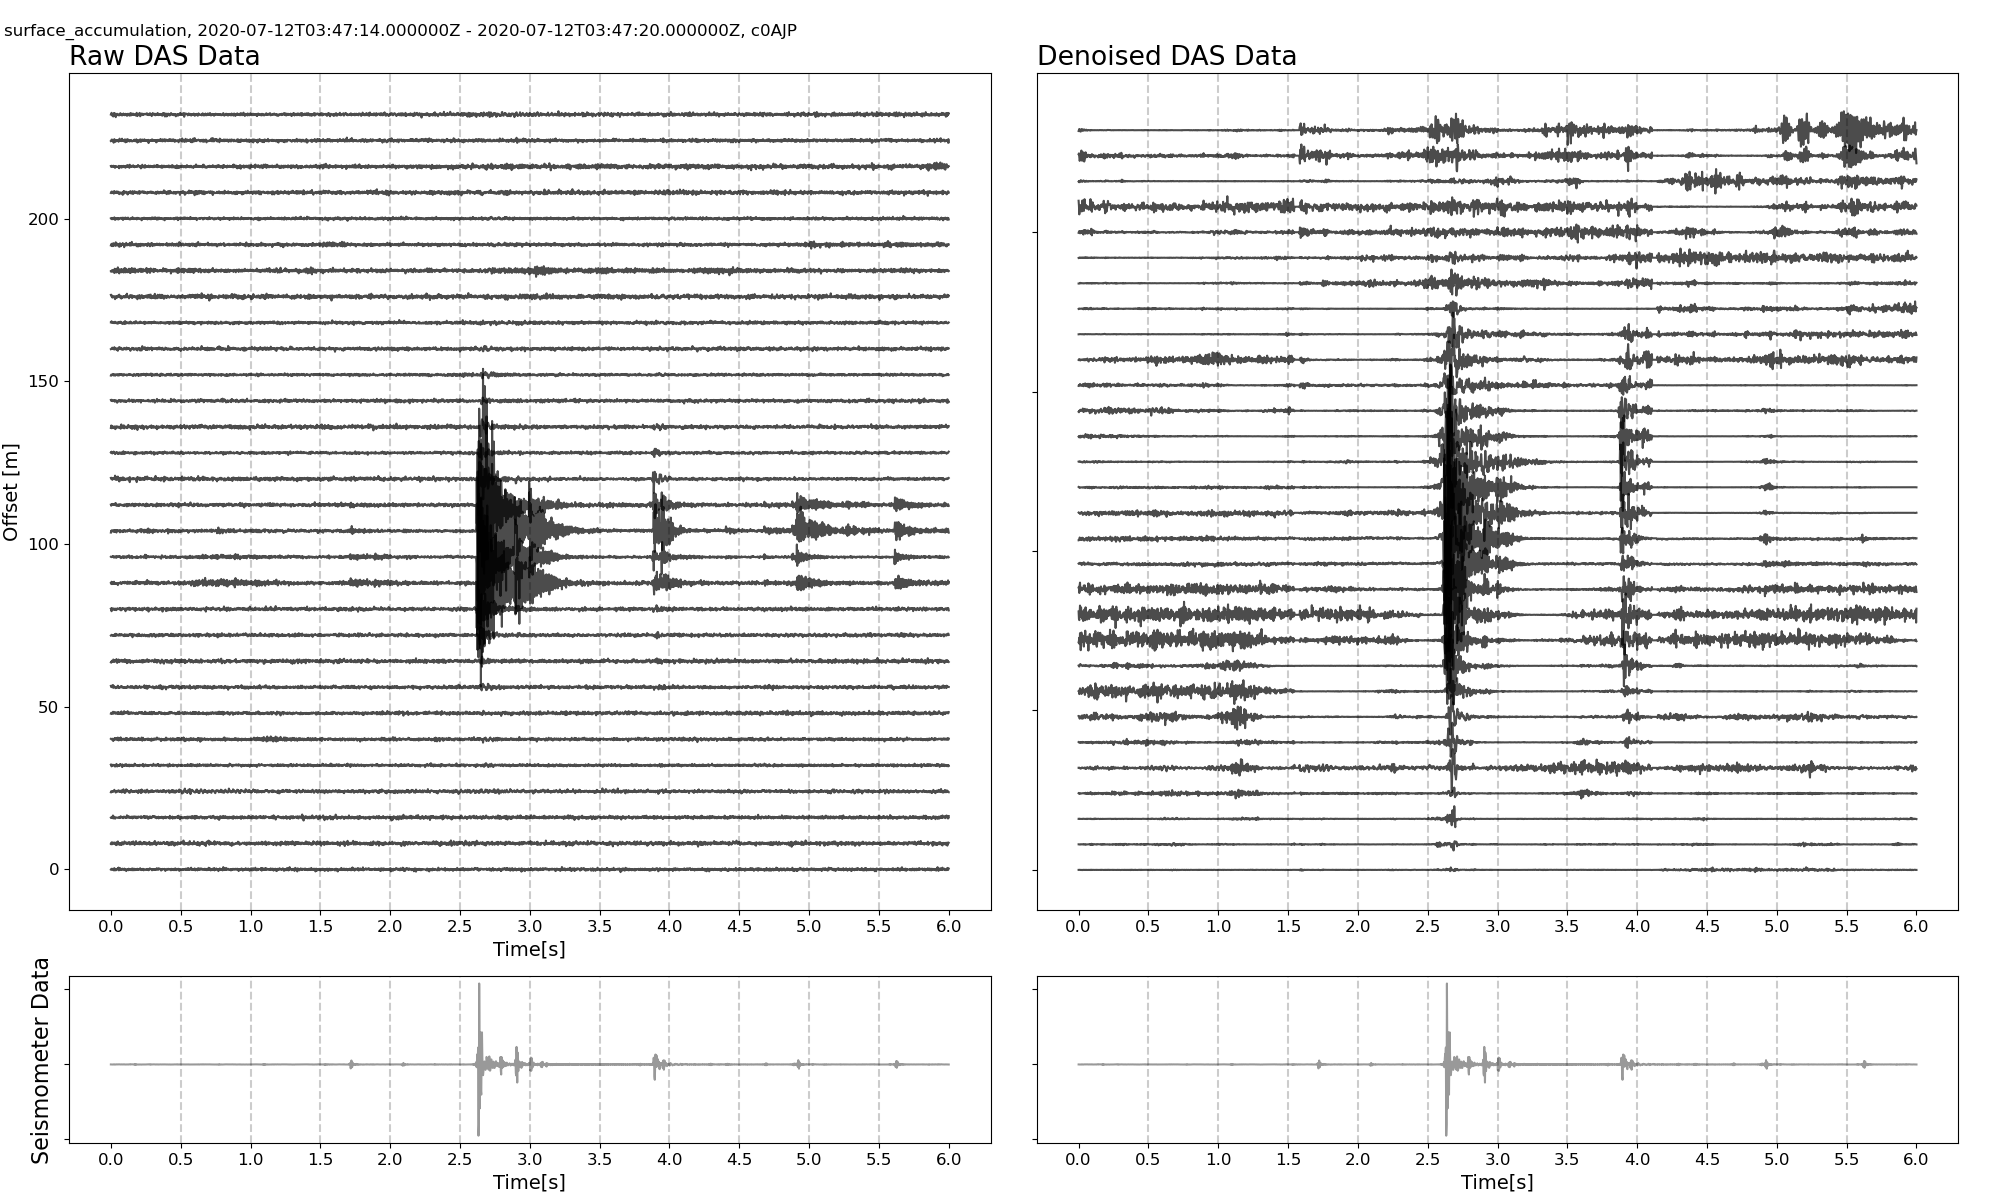 surface_accumulation, 2020-07-12T03:47:14.000000Z - 2020-07-12T03:47:20.000000Z, c0AJP
Raw DAS Data
Denoised DAS Data
Offset [m]
200
150
100
50
0
0.0 0.5 1.0 1.5 2.0 2.5 3.0 3.5 4.0 4.5 5.0 5.5 6.0
Time[s]
0.0 0.5 1.0 1.5 2.0 2.5 3.0 3.5 4.0 4.5 5.0 5.5 6.0
Seismometer Data
0.0 0.5 1.0 1.5 2.0 2.5 3.0 3.5 4.0 4.5 5.0 5.5 6.0
Time[s]
0.0 0.5 1.0 1.5 2.0 2.5 3.0 3.5 4.0 4.5 5.0 5.5 6.0
Time[s]